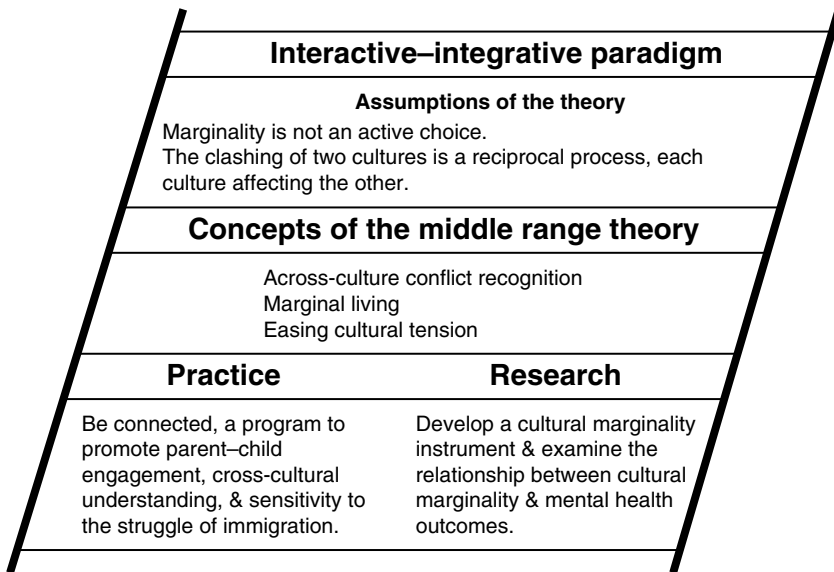 Interactive–integrative paradigm
Assumptions of the theory
Marginality is not an active choice.
The clashing of two cultures is a reciprocal process, each
culture affecting the other.
Concepts of the middle range theory
Across-culture conflict recognition
Marginal living
Easing cultural tension
Practice
Be connected, a program to
promote parent–child
engagement, cross-cultural
understanding, & sensitivity to
the struggle of immigration.
Research
Develop a cultural marginality
instrument & examine the
relationship between cultural
marginality & mental health
outcomes.